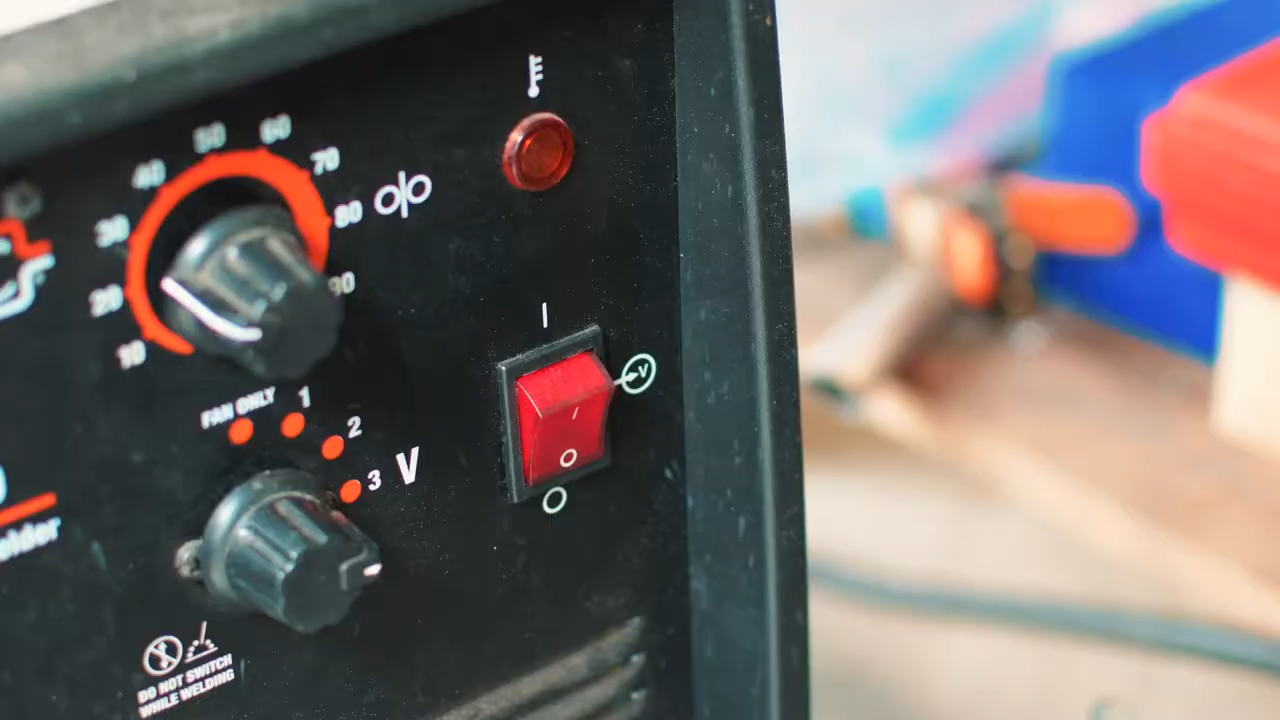 50 60
40 70
30 80 o|o
20 90
10
FAN ONLY 1
2
3 V
I
V
I
O
O
elder
DO NOT SWITCH
WHILE WELDING